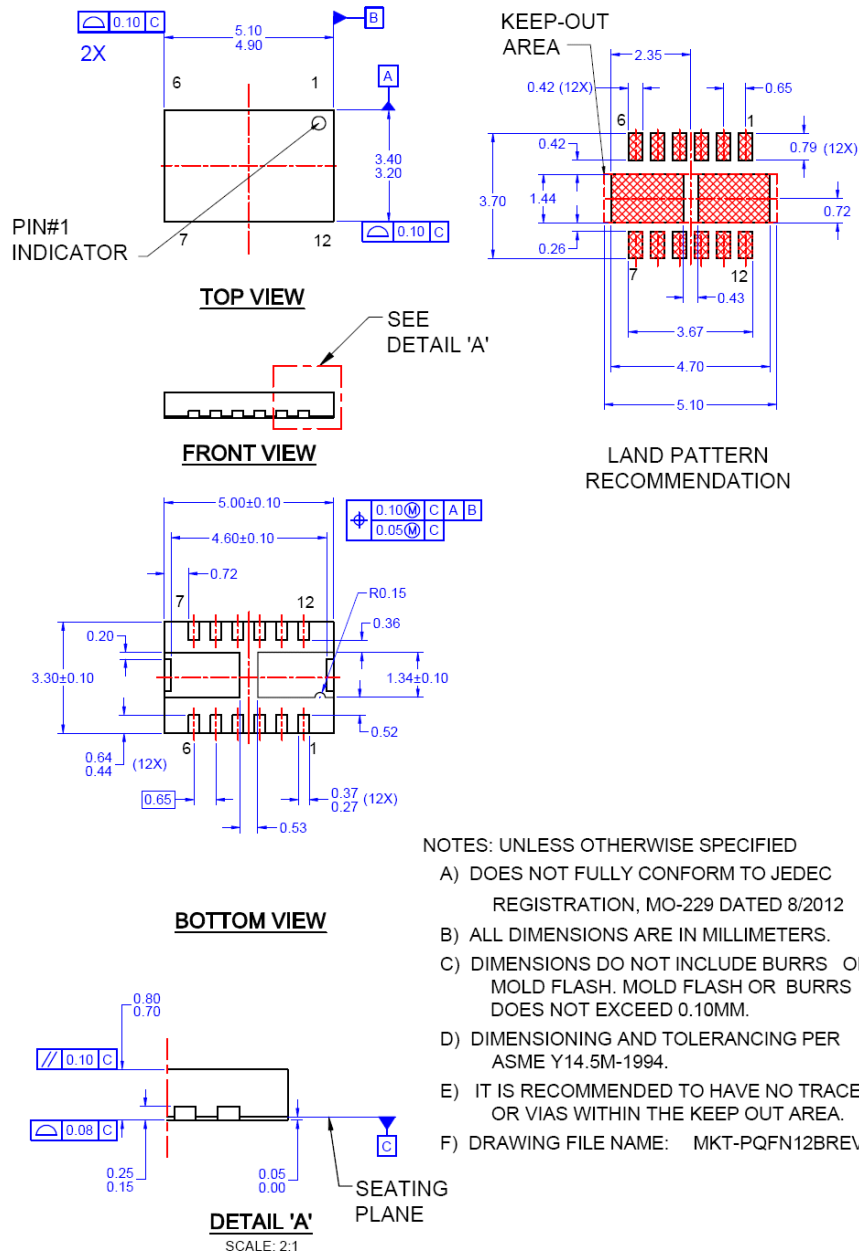 0.10 C
2X
5.10
4.90
B
A
6
1
3.40
3.20
PIN#1
INDICATOR
7
12
0.10 C
TOP VIEW
KEEP-OUT
AREA
2.35
0.42 (12X)
0.65
6
1
0.42
0.79 (12X)
3.70
1.44
0.72
0.26
7
12
0.43
3.67
4.70
5.10
LAND PATTERN
RECOMMENDATION
SEE
DETAIL 'A'
FRONT VIEW
5.00±0.10
0.10Ⓜ C A B
0.05Ⓜ C
4.60±0.10
0.72
7
12
R0.15
0.36
0.20
3.30±0.10
1.34±0.10
6
1
0.52
0.64
0.44
(12X)
0.65
0.37
0.27
(12X)
0.53
BOTTOM VIEW
NOTES: UNLESS OTHERWISE SPECIFIED
A) DOES NOT FULLY CONFORM TO JEDEC
REGISTRATION, MO-229 DATED 8/2012
B) ALL DIMENSIONS ARE IN MILLIMETERS.
C) DIMENSIONS DO NOT INCLUDE BURRS
MOLD FLASH. MOLD FLASH OR BURRS
DOES NOT EXCEED 0.10MM.
D) DIMENSIONING AND TOLERANCING PER
ASME Y14.5M-1994.
E) IT IS RECOMMENDED TO HAVE NO TRACE
OR VIAS WITHIN THE KEEP OUT AREA.
F) DRAWING FILE NAME: MKT-PQFN12BREV
0.80
0.70
// 0.10 C
0.08 C
0.25
0.15
0.05
0.00
C
SEATING
PLANE
DETAIL 'A'
SCALE: 2:1